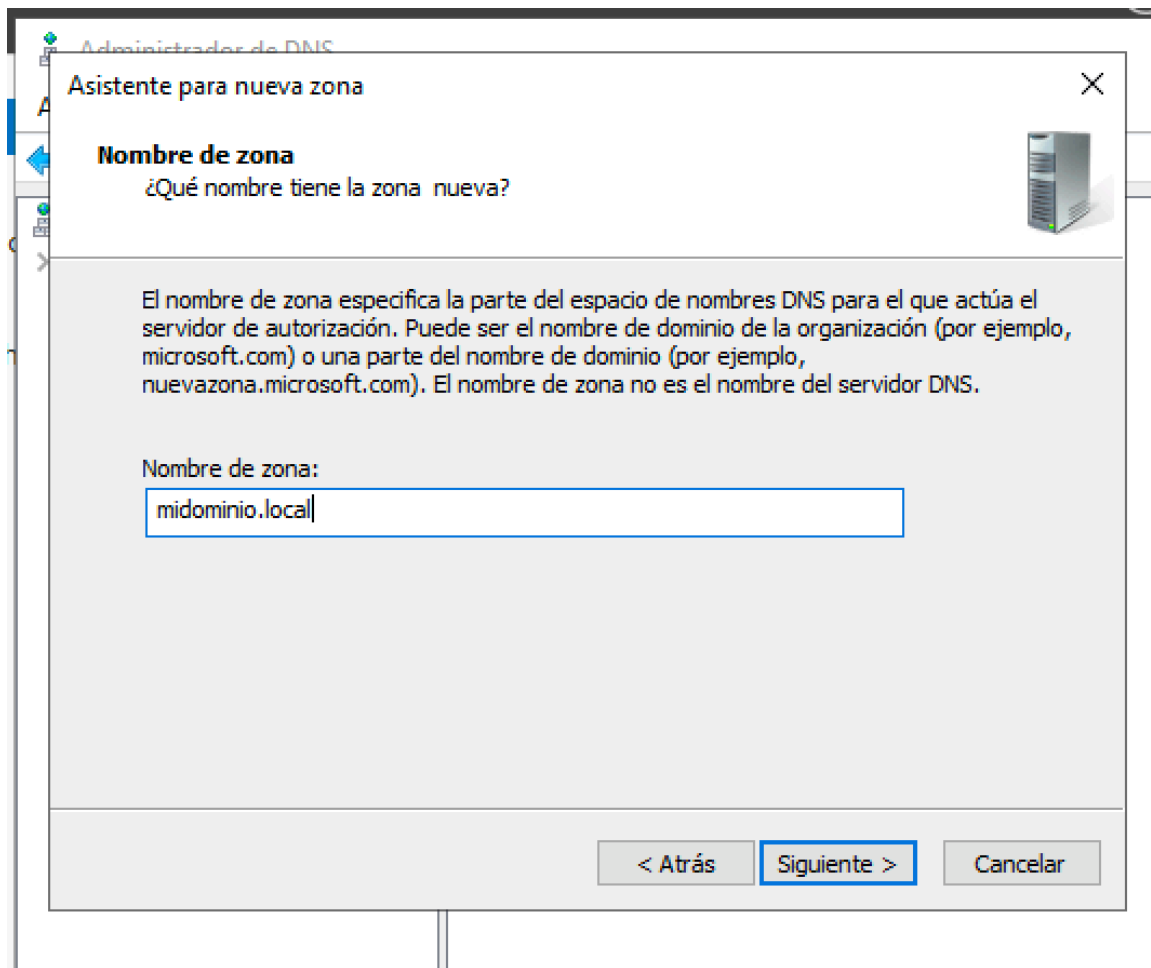 Administrador de DNS
Asistente para nueva zona
Nombre de zona
¿Qué nombre tiene la zona nueva?
El nombre de zona especifica la parte del espacio de nombres DNS para el que actúa el
servidor de autorización. Puede ser el nombre de dominio de la organización (por ejemplo,
microsoft.com) o una parte del nombre de dominio (por ejemplo,
nuevazona.microsoft.com). El nombre de zona no es el nombre del servidor DNS.
Nombre de zona:
midominio.local
< Atrás
Siguiente >
Cancelar